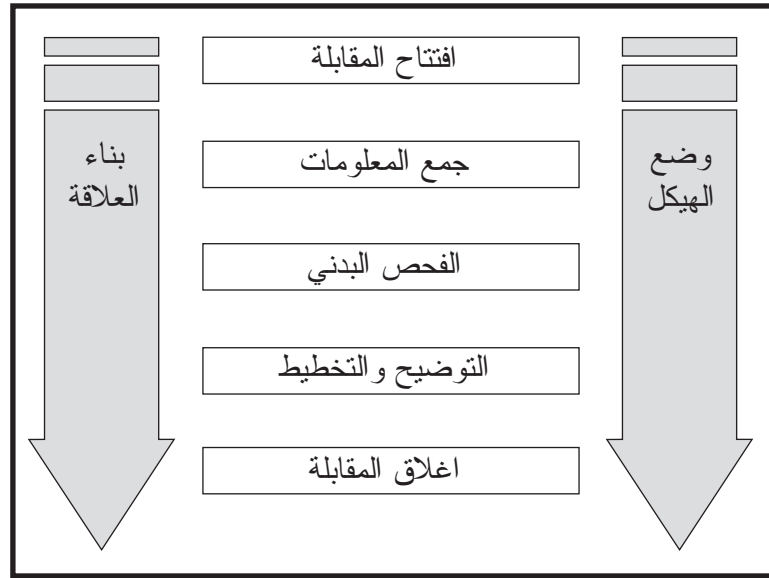 افتتاح المقابلة
وضع
الهيكل
جمع المعلومات
بناء
العلاقة
الفحص البدني
التوضيح والتخطيط
اغلاق المقابلة